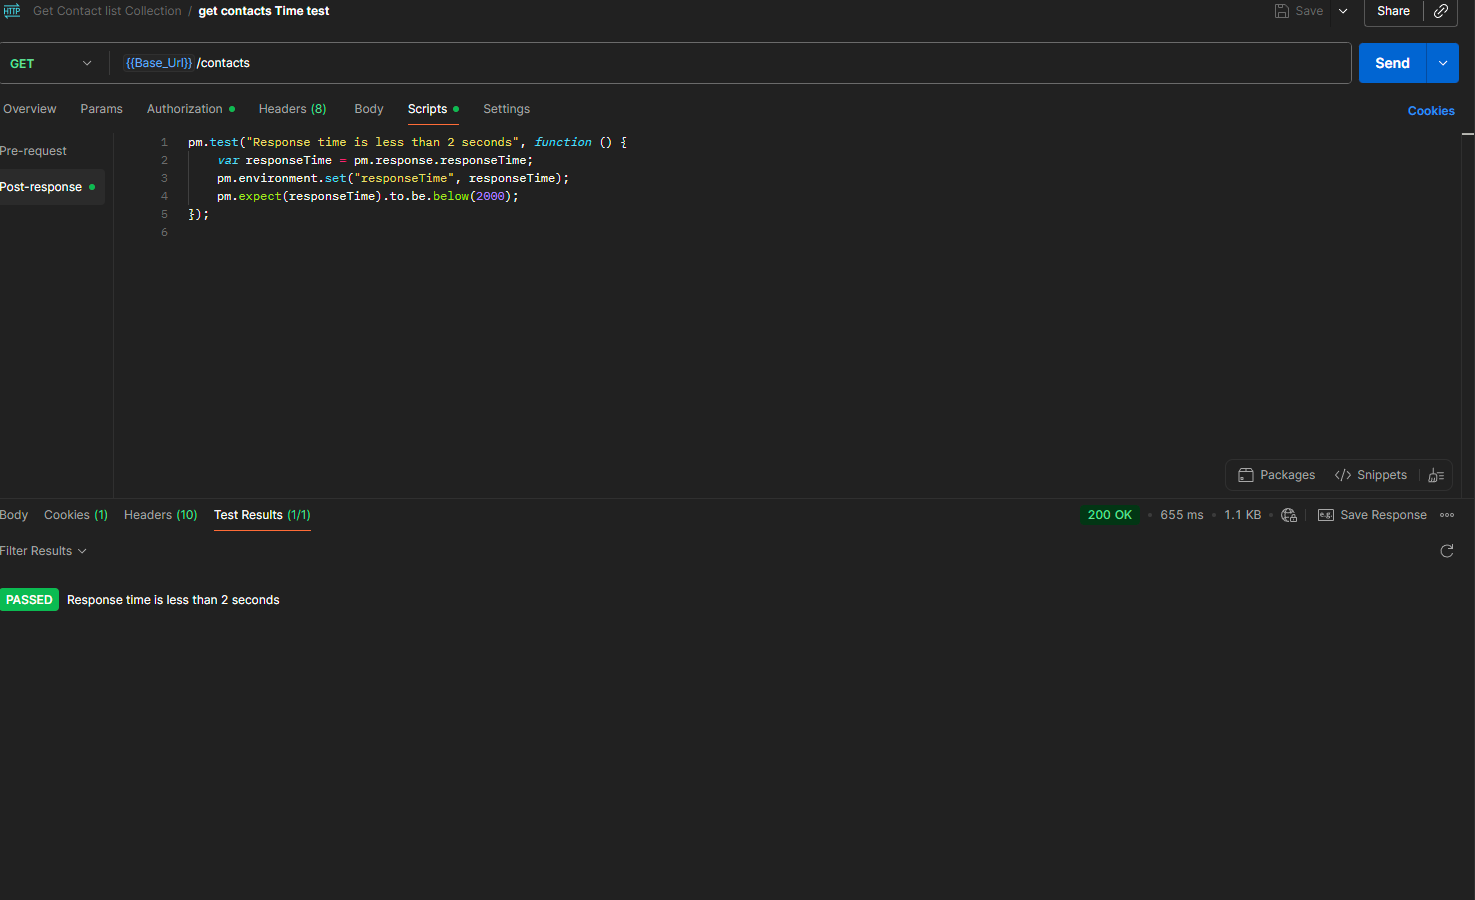 HTTP Get Contact list Collection / get contacts Time test Save Share
GET {{Base_Url}} /contacts Send
Overview Params Authorization Headers (8) Body Scripts Settings Cookies
Pre-request
Post-response
1 pm.test("Response time is less than 2 seconds", function () {
2 var responseTime = pm.response.responseTime;
3 pm.environment.set("responseTime", responseTime);
4 pm.expect(responseTime).to.be.below(2000);
5 });
6
Packages </> Snippets
Body Cookies (1) Headers (10) Test Results (1/1) 200 OK • 655 ms • 1.1 KB • e.g. Save Response
Filter Results
PASSED Response time is less than 2 seconds